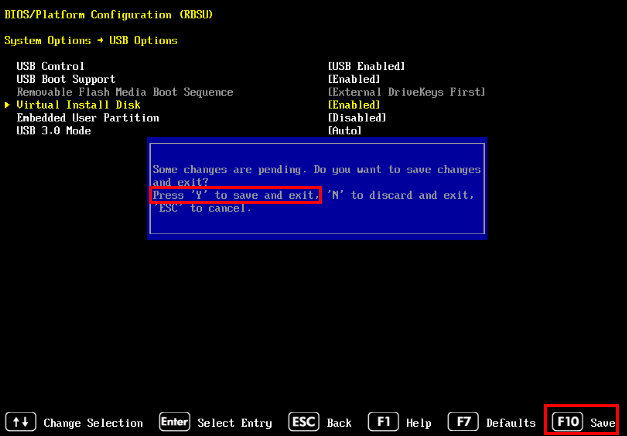 BIOS/Platform Configuration (RBSU)
System Options → USB Options
USB Control [USB Enabled]
USB Boot Support [Enabled]
Removable Flash Media Boot Sequence [External DriveKeys First]
Virtual Install Disk [Enabled]
Embedded User Partition [Disabled]
USB 3.0 Mode [Auto]
Some changes are pending. Do you want to save changes
and exit?
Press 'Y' to save and exit, 'N' to discard and exit,
'ESC' to cancel.
↑↓ Change Selection Enter Select Entry ESC Back F1 Help F7 Defaults F10 Save